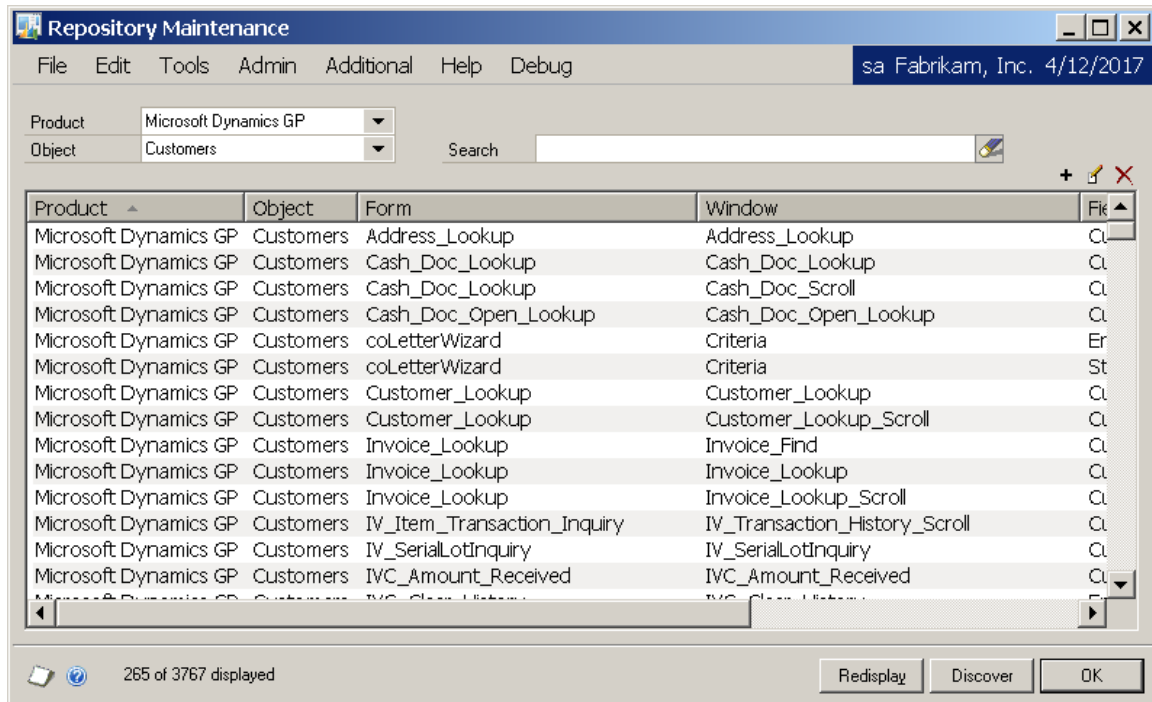 Repository Maintenance
File Edit Tools Admin Additional Help Debug sa Fabrikam, Inc. 4/12/2017
Product Microsoft Dynamics GP
Object Customers Search
Product Object Form Window
Microsoft Dynamics GP Customers Address_Lookup Address_Lookup
Microsoft Dynamics GP Customers Cash_Doc_Lookup Cash_Doc_Lookup
Microsoft Dynamics GP Customers Cash_Doc_Lookup Cash_Doc_Scroll
Microsoft Dynamics GP Customers Cash_Doc_Open_Lookup Cash_Doc_Open_Lookup
Microsoft Dynamics GP Customers coLetterWizard Criteria Er
Microsoft Dynamics GP Customers coLetterWizard Criteria St
Microsoft Dynamics GP Customers Customer_Lookup Customer_Lookup
Microsoft Dynamics GP Customers Customer_Lookup Customer_Lookup_Scroll
Microsoft Dynamics GP Customers Invoice_Lookup Invoice_Find
Microsoft Dynamics GP Customers Invoice_Lookup Invoice_Lookup
Microsoft Dynamics GP Customers Invoice_Lookup Invoice_Lookup_Scroll
Microsoft Dynamics GP Customers IV_Item_Transaction_Inquiry IV_Transaction_History_Scroll
Microsoft Dynamics GP Customers IV_SerialLotInquiry IV_SerialLotInquiry
Microsoft Dynamics GP Customers IVC_Amount_Received IVC_Amount_Received
265 of 3767 displayed Redisplay Discover OK